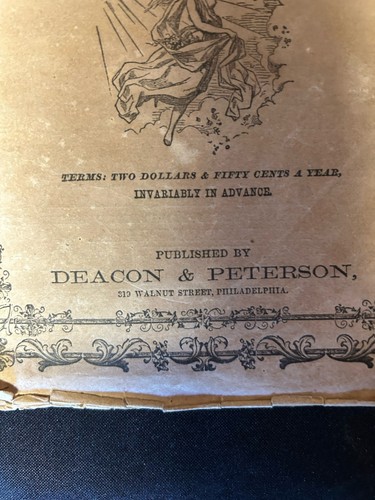 TERMS: TWO DOLLARS & FIFTY CENTS A YEAR,
INVARIABLY IN ADVANCE.
PUBLISHED BY
DEACON & PETERSON,
319 WALNUT STREET, PHILADELPHIA.